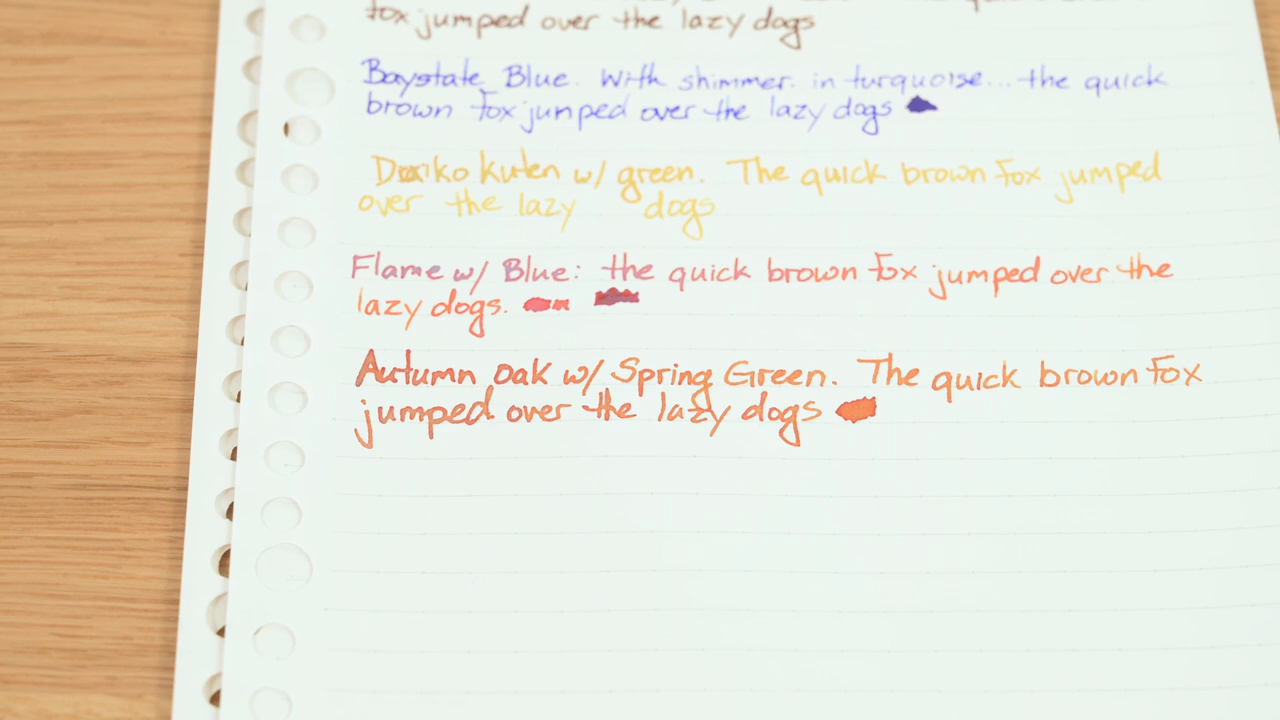 fox jumped over the lazy dogs
Baystate Blue. With shimmer. in turquoise... the quick
brown fox jumped over the lazy dogs
kuten w/ green. The quick brown fox jumped
over the lazy dogs
Flame w/ Blue: the quick brown fox jumped over the
lazy dogs.
Autumn Oak w/ Spring Green. The quick brown fox
jumped over the lazy dogs